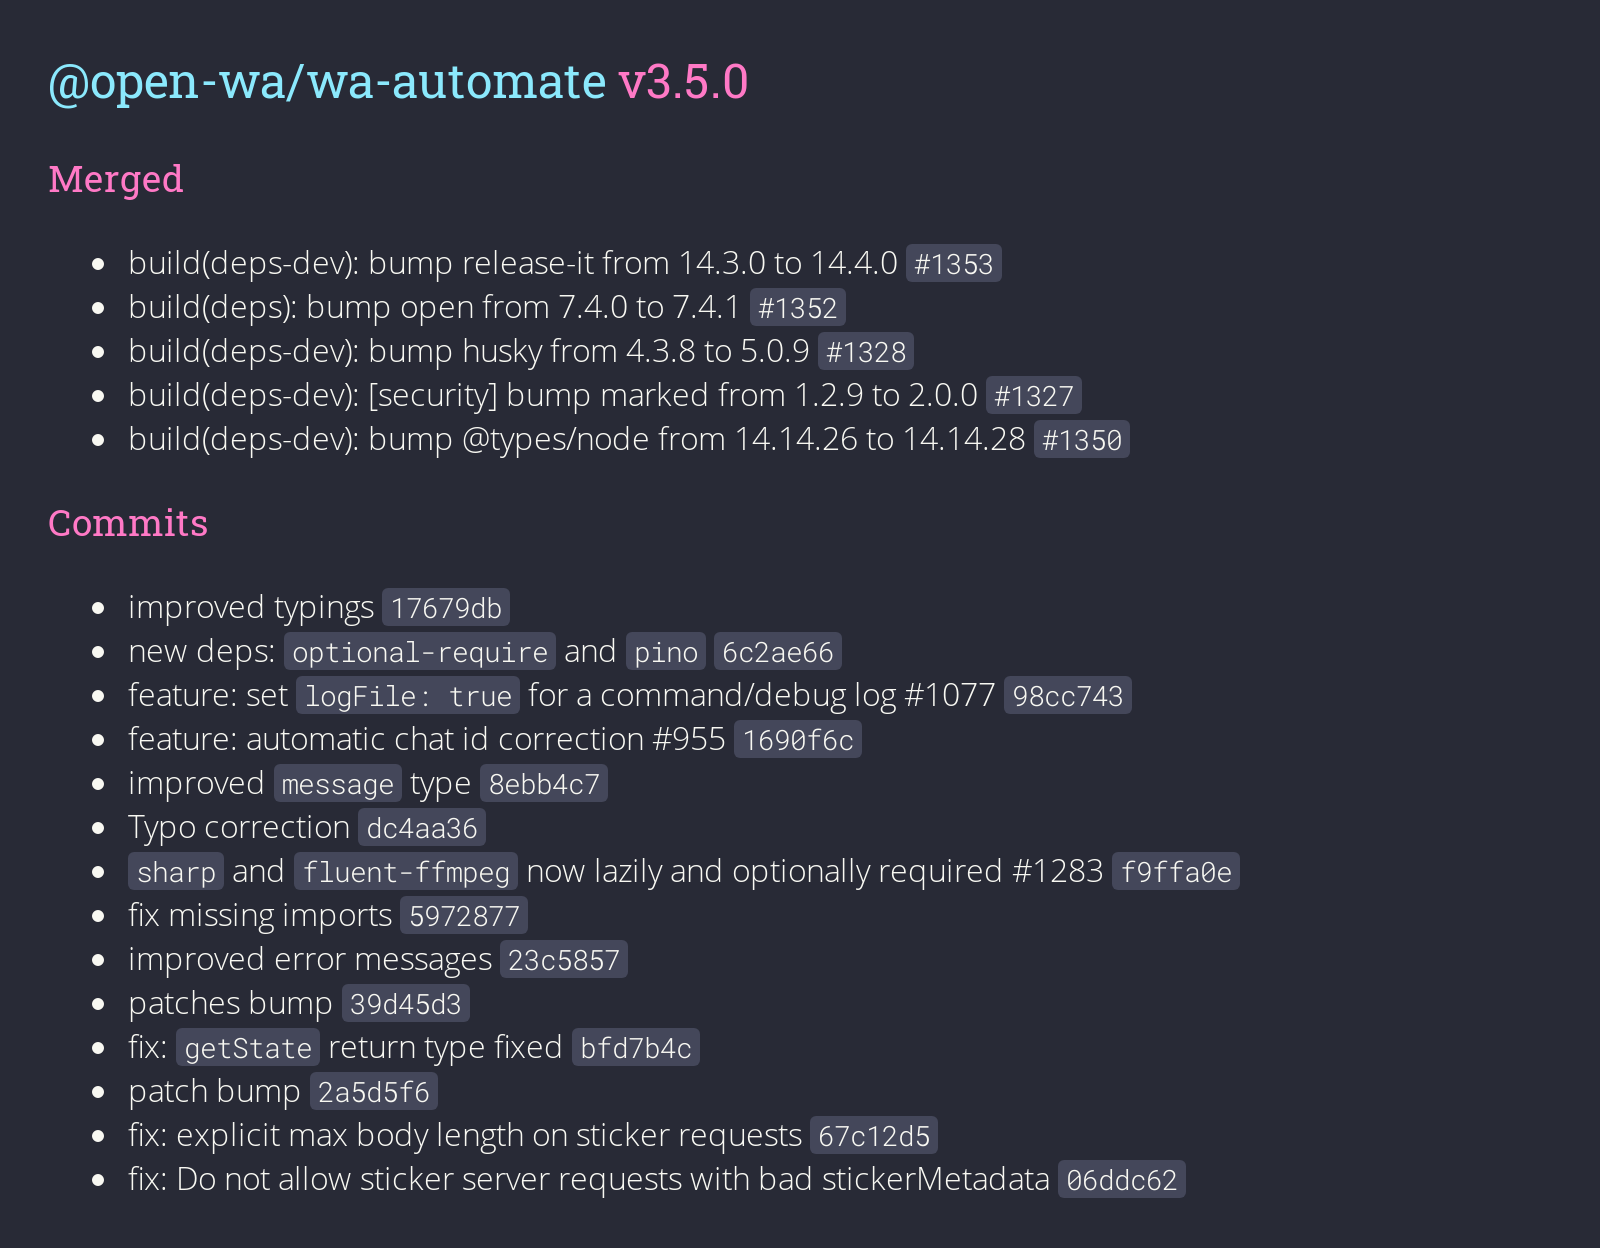 @open-wa/wa-automate v3.5.0
Merged
build(deps-dev): bump release-it from 14.3.0 to 14.4.0 #1353
build(deps): bump open from 7.4.0 to 7.4.1 #1352
build(deps-dev): bump husky from 4.3.8 to 5.0.9 #1328
build(deps-dev): [security] bump marked from 1.2.9 to 2.0.0 #1327
build(deps-dev): bump @types/node from 14.14.26 to 14.14.28 #1350
Commits
improved typings 17679db
new deps: optional-require and pino 6c2ae66
feature: set logFile: true for a command/debug log #1077 98cc743
feature: automatic chat id correction #955 1690f6c
improved message type 8ebb4c7
Typo correction dc4aa36
sharp and fluent-ffmpeg now lazily and optionally required #1283 f9ffa0e
fix missing imports 5972877
improved error messages 23c5857
patches bump 39d45d3
fix: getState return type fixed bfd7b4c
patch bump 2a5d5f6
fix: explicit max body length on sticker requests 67c12d5
fix: Do not allow sticker server requests with bad stickerMetadata 06ddc62